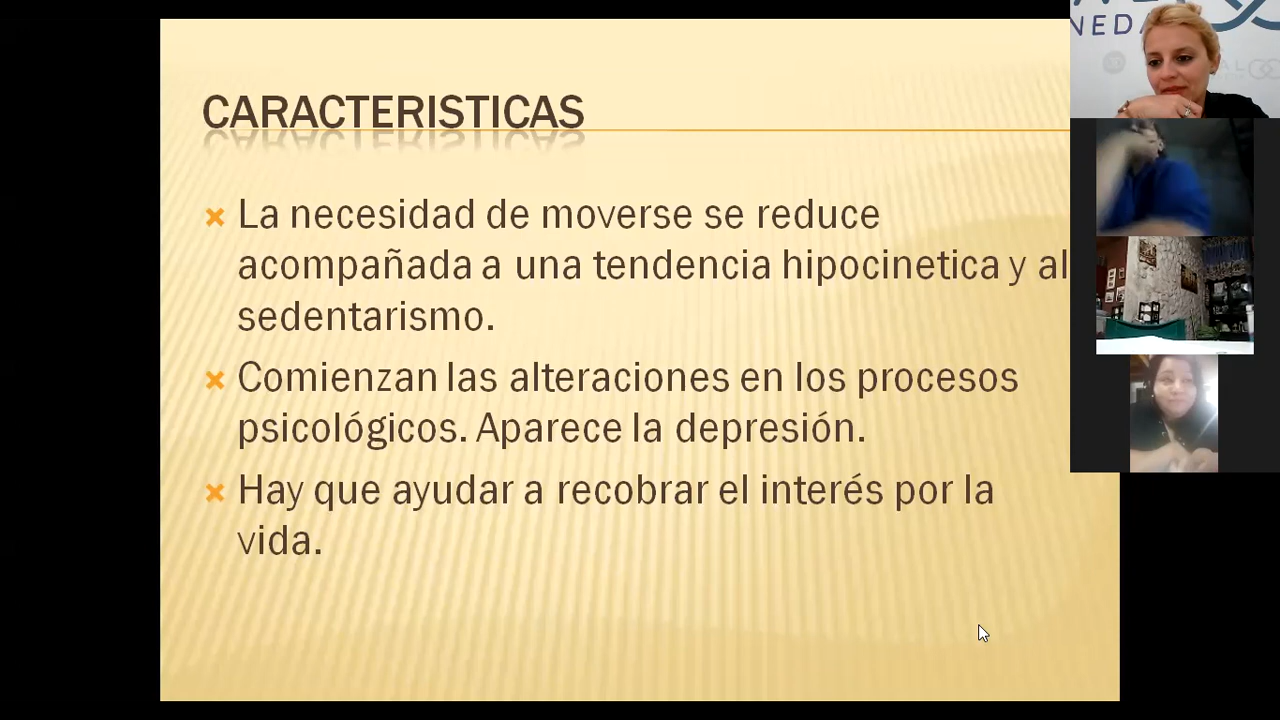 CARACTERISTICAS
La necesidad de moverse se reduce
acompañada a una tendencia hipocinetica y al
sedentarismo.
Comienzan las alteraciones en los procesos
psicológicos. Aparece la depresión.
Hay que ayudar a recobrar el interés por la
vida.